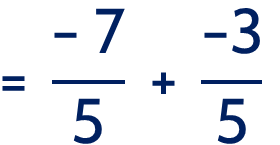 = -7/5 + -3/5